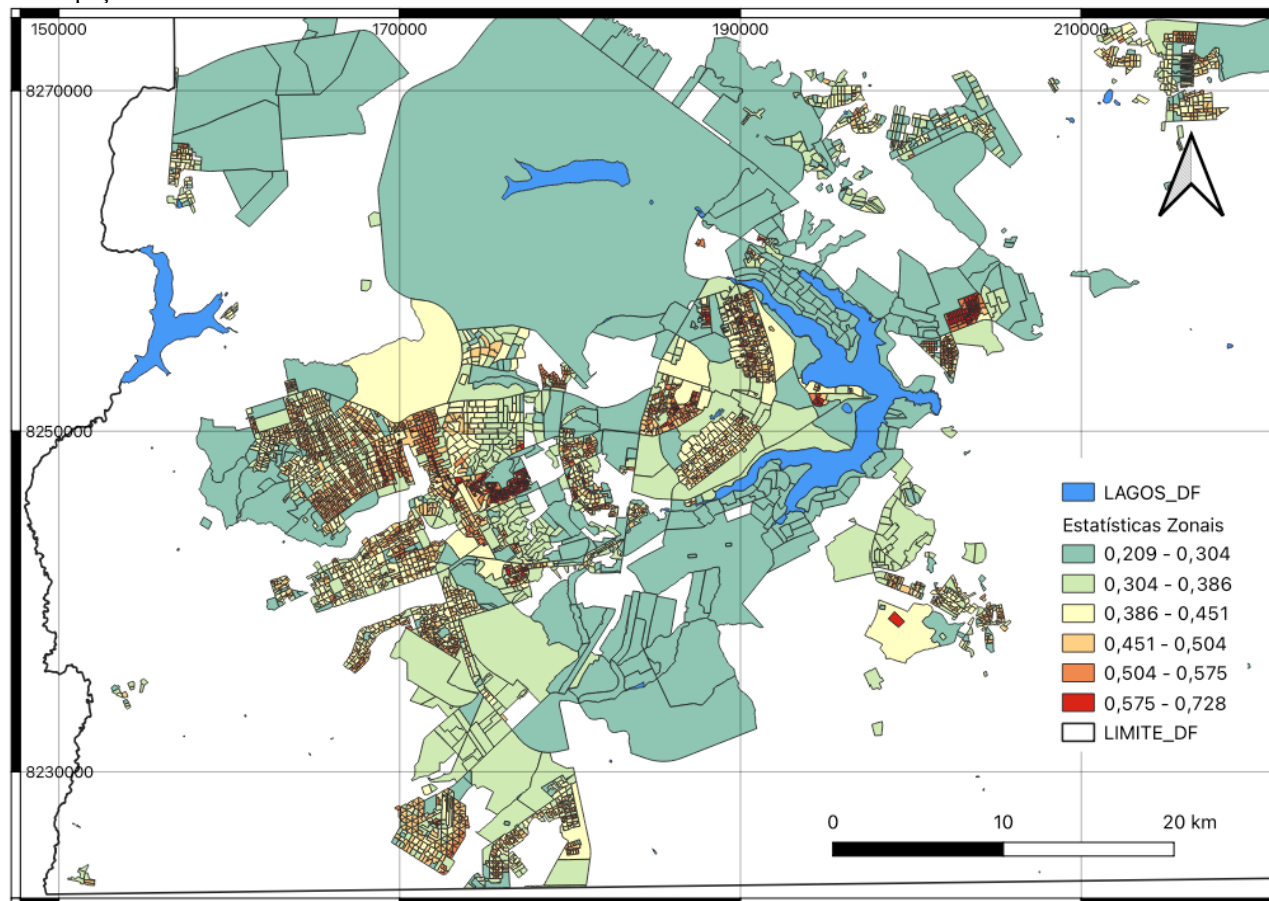 150000 170000 190000 210000
8270000
8250000
8230000
LAGOS_DF
Estatísticas Zonais
0,209 - 0,304
0,304 - 0,386
0,386 - 0,451
0,451 - 0,504
0,504 - 0,575
0,575 - 0,728
LIMITE_DF
0 10 20 km